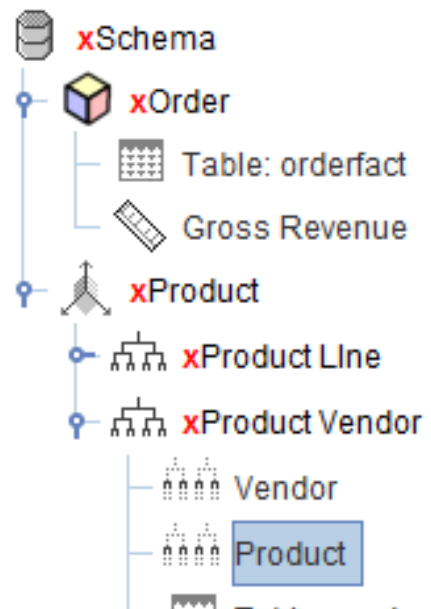 xSchema
xOrder
Table: orderfact
Gross Revenue
xProduct
xProduct LIne
xProduct Vendor
Vendor
Product